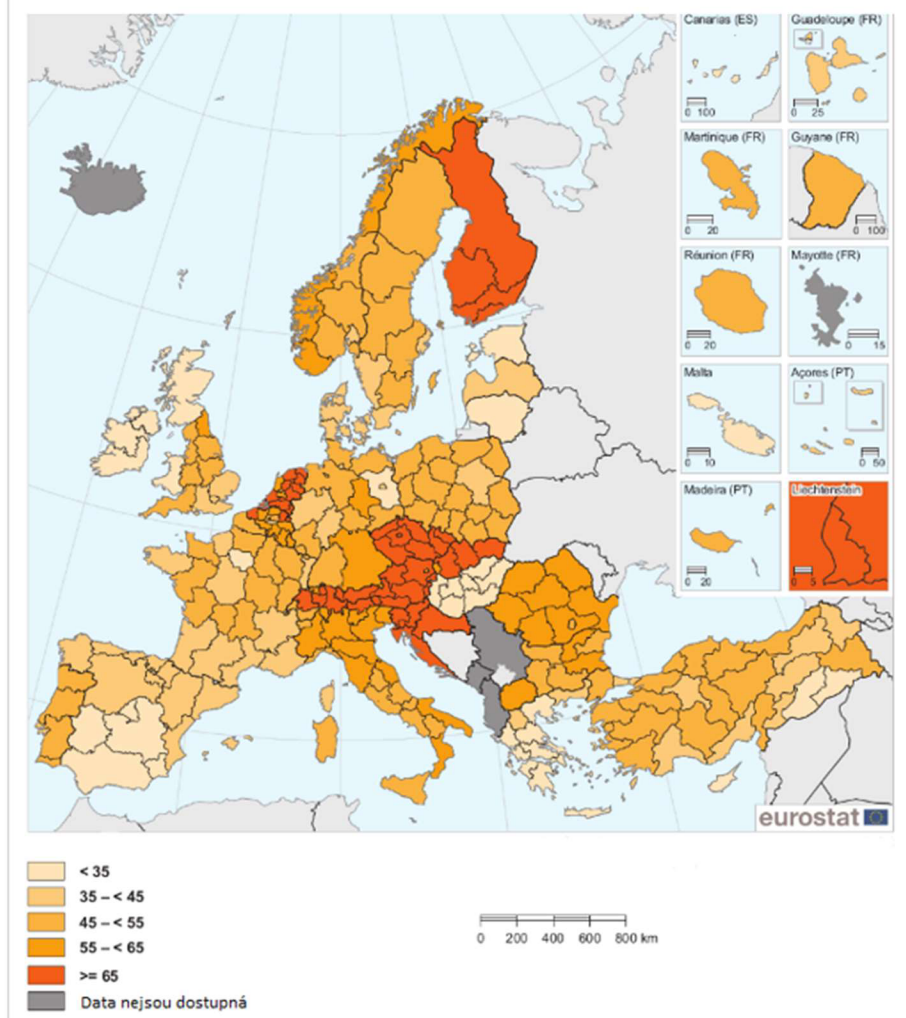 Canarias (ES)
0 100
Guadeloupe (FR)
0 25
Martinique (FR)
0 20
Guyane (FR)
0 100
Réunion (FR)
0 20
Mayotte (FR)
0 15
Malta
0 10
Açores (PT)
0 50
Madeira (PT)
0 20
Liechtenstein
0 5
eurostat
< 35
35 – < 45
45 – < 55
55 – < 65
>= 65
Data nejsou dostupná
0 200 400 600 800 km